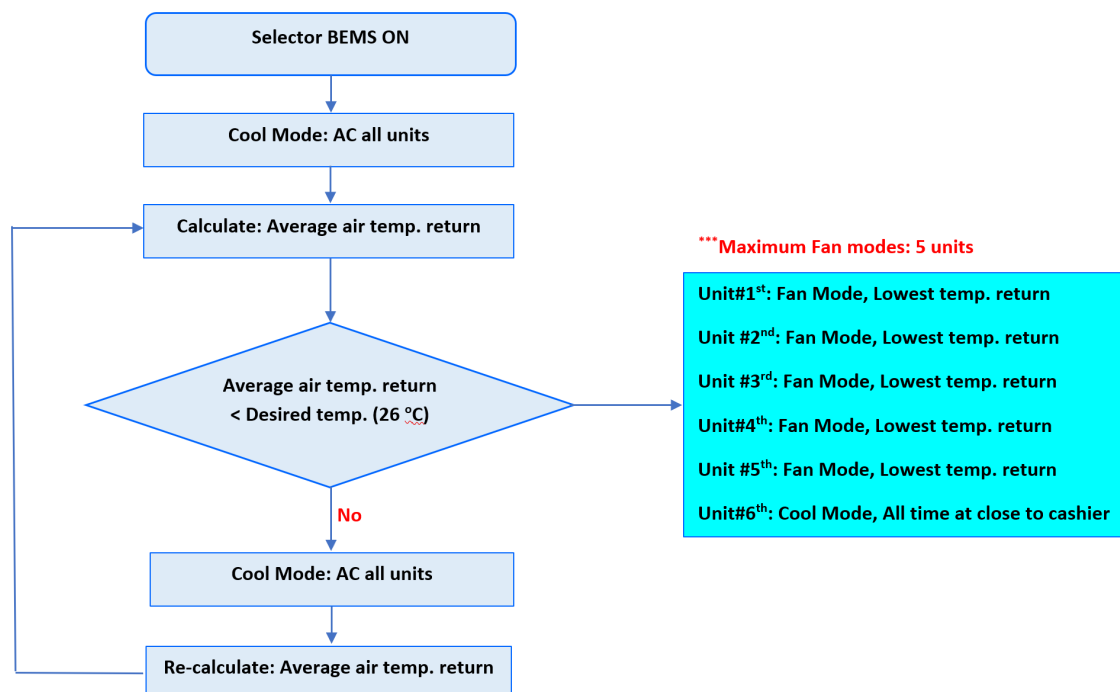 Selector BEMS ON
Cool Mode: AC all units
Calculate: Average air temp. return
Average air temp. return
< Desired temp. (26 °C)
No
Cool Mode: AC all units
Re-calculate: Average air temp. return
***Maximum Fan modes: 5 units
Unit#1st: Fan Mode, Lowest temp. return
Unit #2nd: Fan Mode, Lowest temp. return
Unit #3rd: Fan Mode, Lowest temp. return
Unit#4th: Fan Mode, Lowest temp. return
Unit #5th: Fan Mode, Lowest temp. return
Unit#6th: Cool Mode, All time at close to cashier